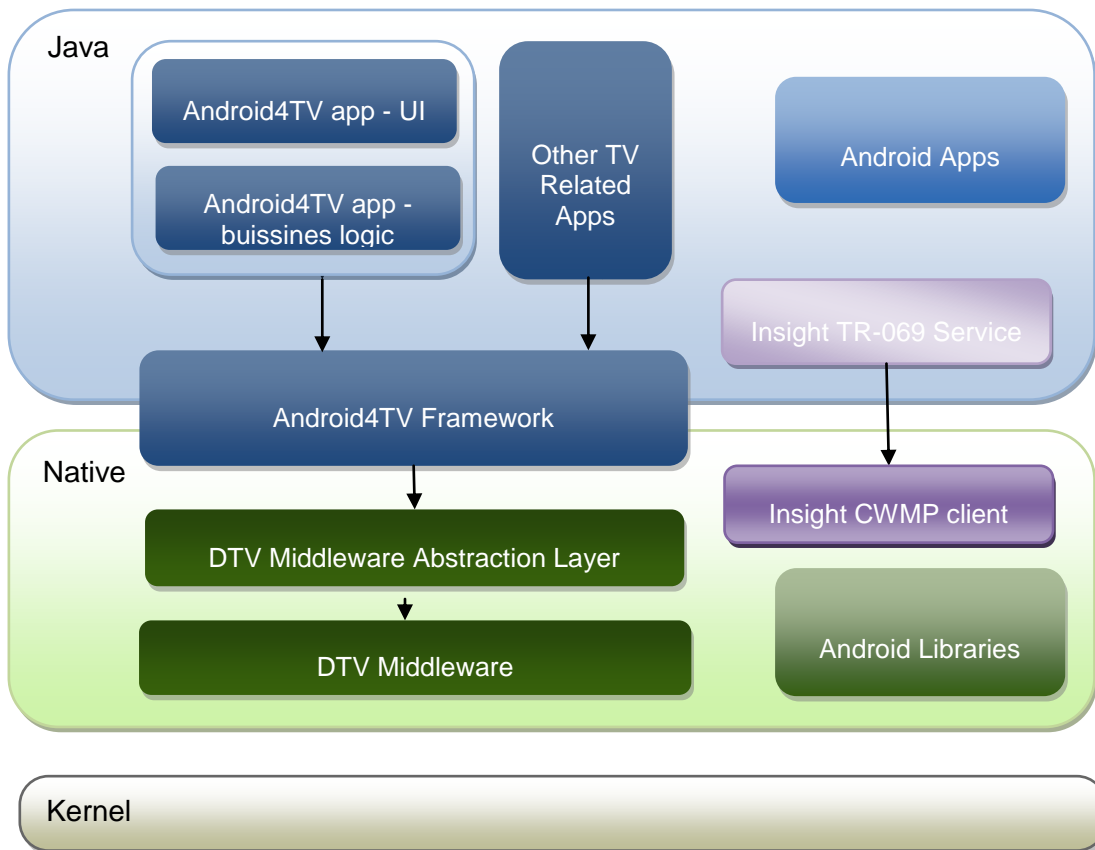 Java
Android4TV app - UI
Android4TV app -
buissines logic
Other TV
Related
Apps
Android Apps
Insight TR-069 Service
Android4TV Framework
Native
Insight CWMP client
DTV Middleware Abstraction Layer
Android Libraries
DTV Middleware
Kernel